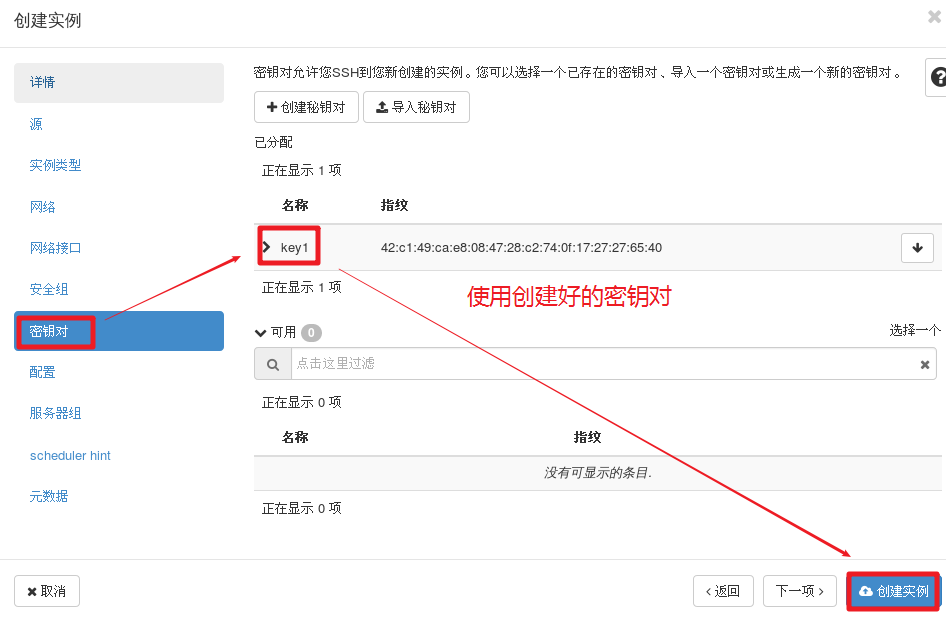 创建实例
详情
源
实例类型
网络
网络接口
安全组
密钥对
配置
服务器组
scheduler hint
元数据
密钥对允许您SSH到您新创建的实例。您可以选择一个已存在的密钥对、导入一个密钥对或生成一个新的密钥对。
创建秘钥对 导入秘钥对
已分配
正在显示 1 项
名称 指纹
key1 42:c1:49:ca:e8:08:47:28:c2:74:0f:17:27:27:65:40
正在显示 1 项
使用创建好的密钥对
可用 0 选择一个
点击这里过滤
正在显示 0 项
名称 指纹
没有可显示的条目.
正在显示 0 项
取消 ‹ 返回 下一项 › 创建实例